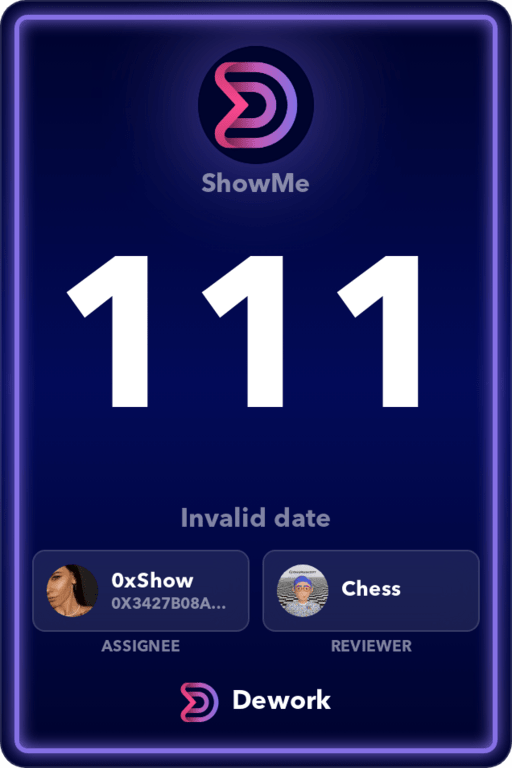 ShowMe
111
Invalid date
0xShow
0X3427B08A...
ASSIGNEE
Chess
REVIEWER
Dework